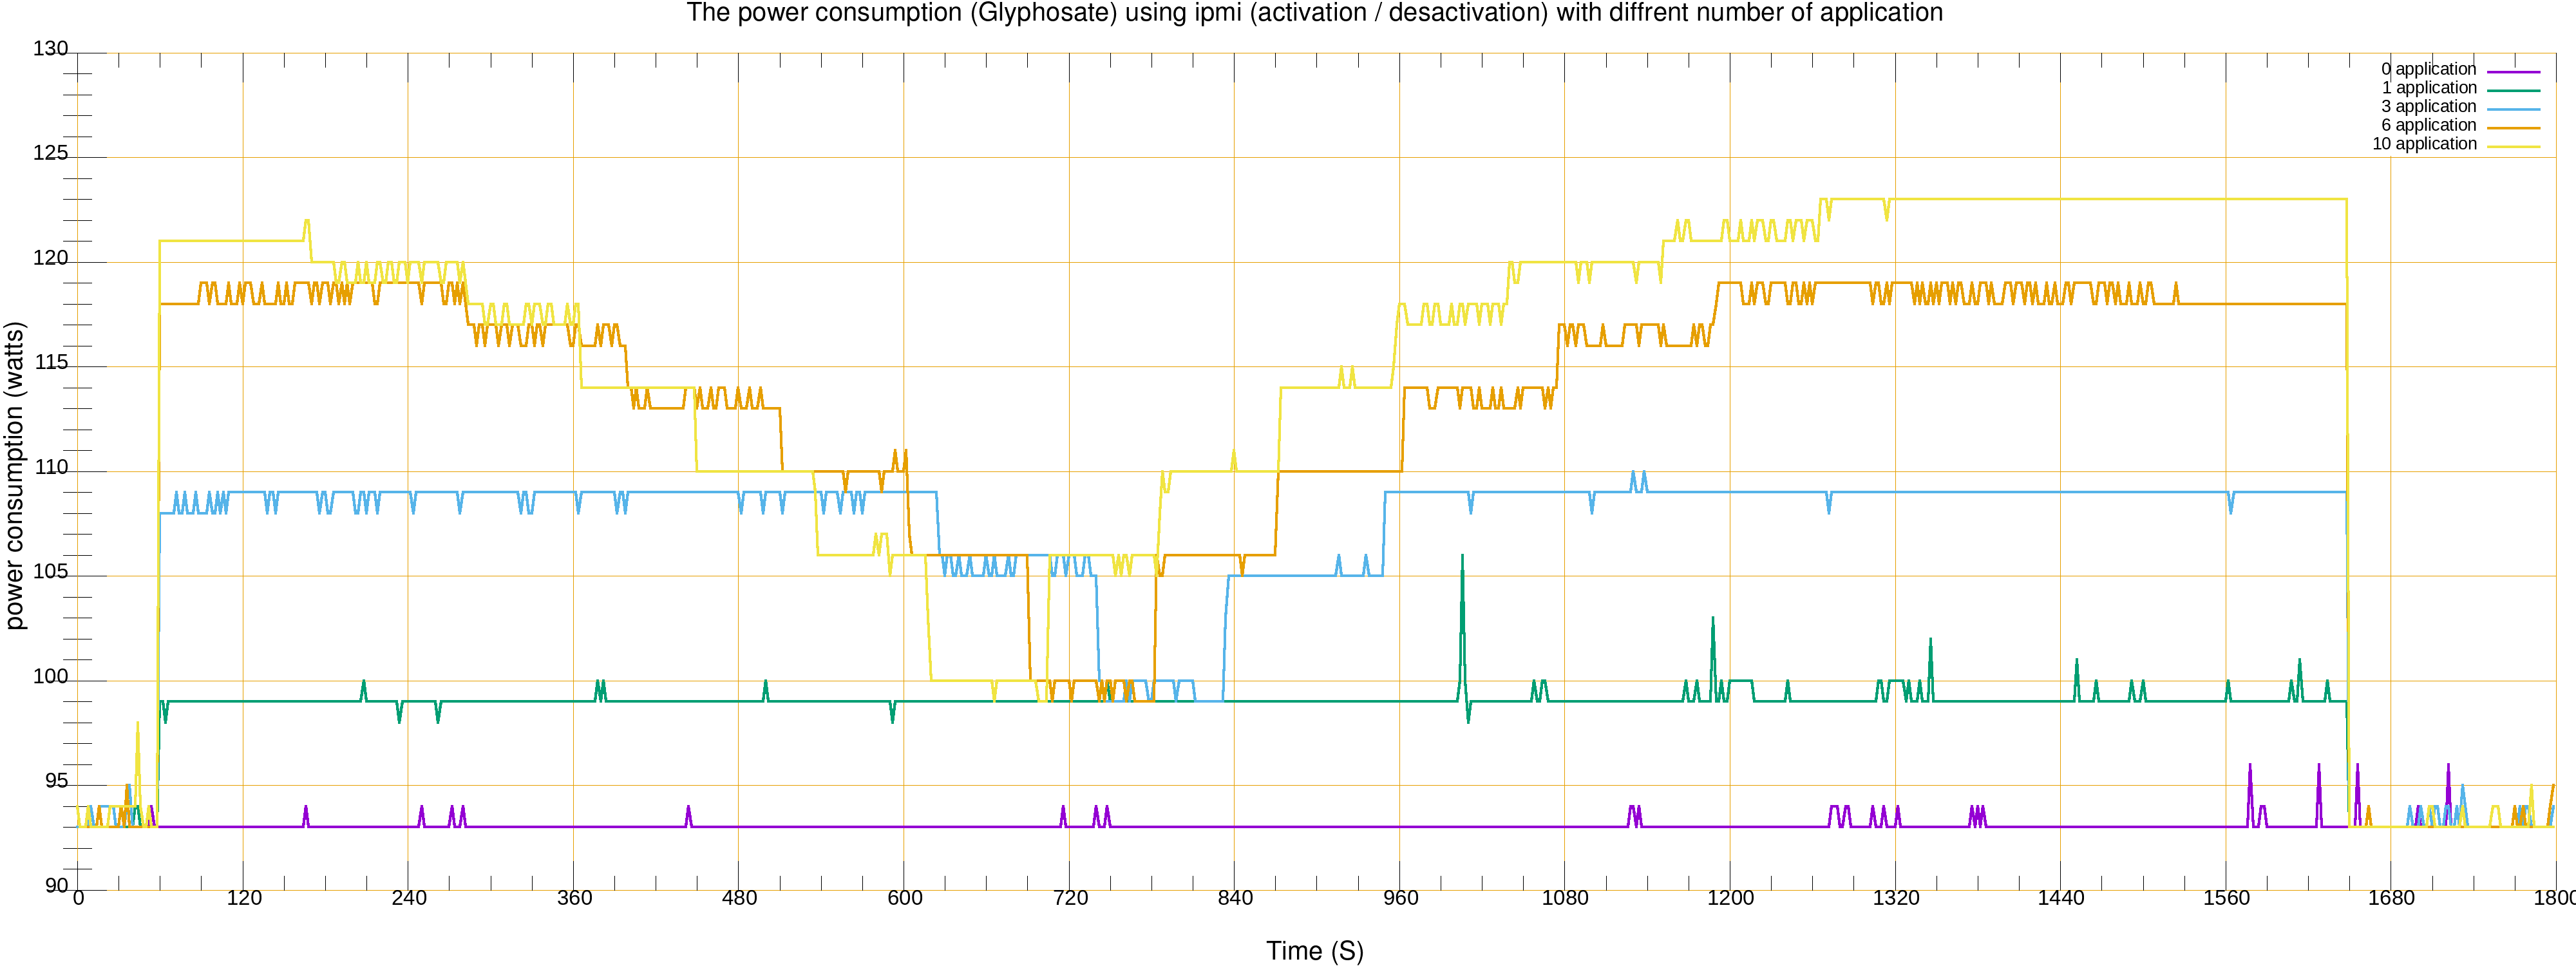 The power consumption (Glyphosate) using ipmi (activation / desactivation) with diffrent number of application
130
125
120
115
110
105
100
95
90
power consumption (watts)
0 application
1 application
3 application
6 application
10 application
0 120 240 360 480 600 720 840 960 1080 1200 1320 1440 1560 1680 1800
Time (S)